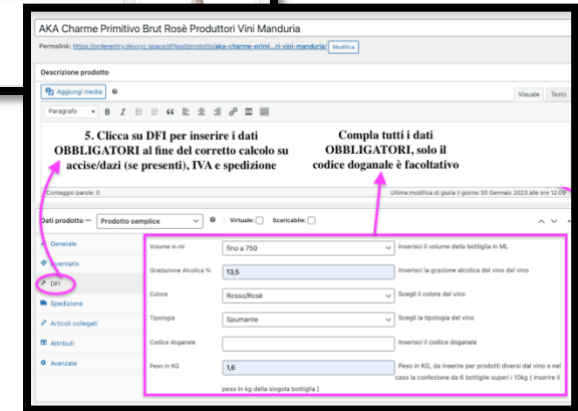 AKA Charme Primitivo Brut Rosè Produttori Vini Manduria
Permalink: https://orderentry.devxyz.space/dfitest/prodotto/aka-charme-primi...ri-vini-manduria/ Modifica
Descrizione prodotto
Aggiungi media
Visuale Testo
Paragrafo B I
5. Clicca su DFI per inserire i dati
OBBLIGATORI al fine del corretto calcolo su
accise/dazi (se presenti), IVA e spedizione
Compla tutti i dati
OBBLIGATORI, solo il
codice doganale è facoltativo
Conteggio parole: 0
Ultima modifica di giulia il giorno 30 Gennaio 2023 alle ore 12:09
Dati prodotto — Prodotto semplice Virtuale: Scaricabile:
Generale
Inventario
DFI
Spedizione
Articoli collegati
Attributi
Avanzate
Volume in ml fino a 750 Inserisci il volume della bottiglia in ML
Gradazione Alcolica % 13,5 Inserisci la grazione alcolica del vino del vino
Colore Rosso/Rosè Scegli il colore del vino
Tipologia Spumante Scegli la tipologia del vino
Codice doganale Inserisci il codice doganale
Peso in KG 1,6 Peso in KG, da inserire per prodotti diversi dal vino o nel
caso la confezione da 6 bottiglie superi i 10kg ( inserire il
peso in kg della singola bottiglia )